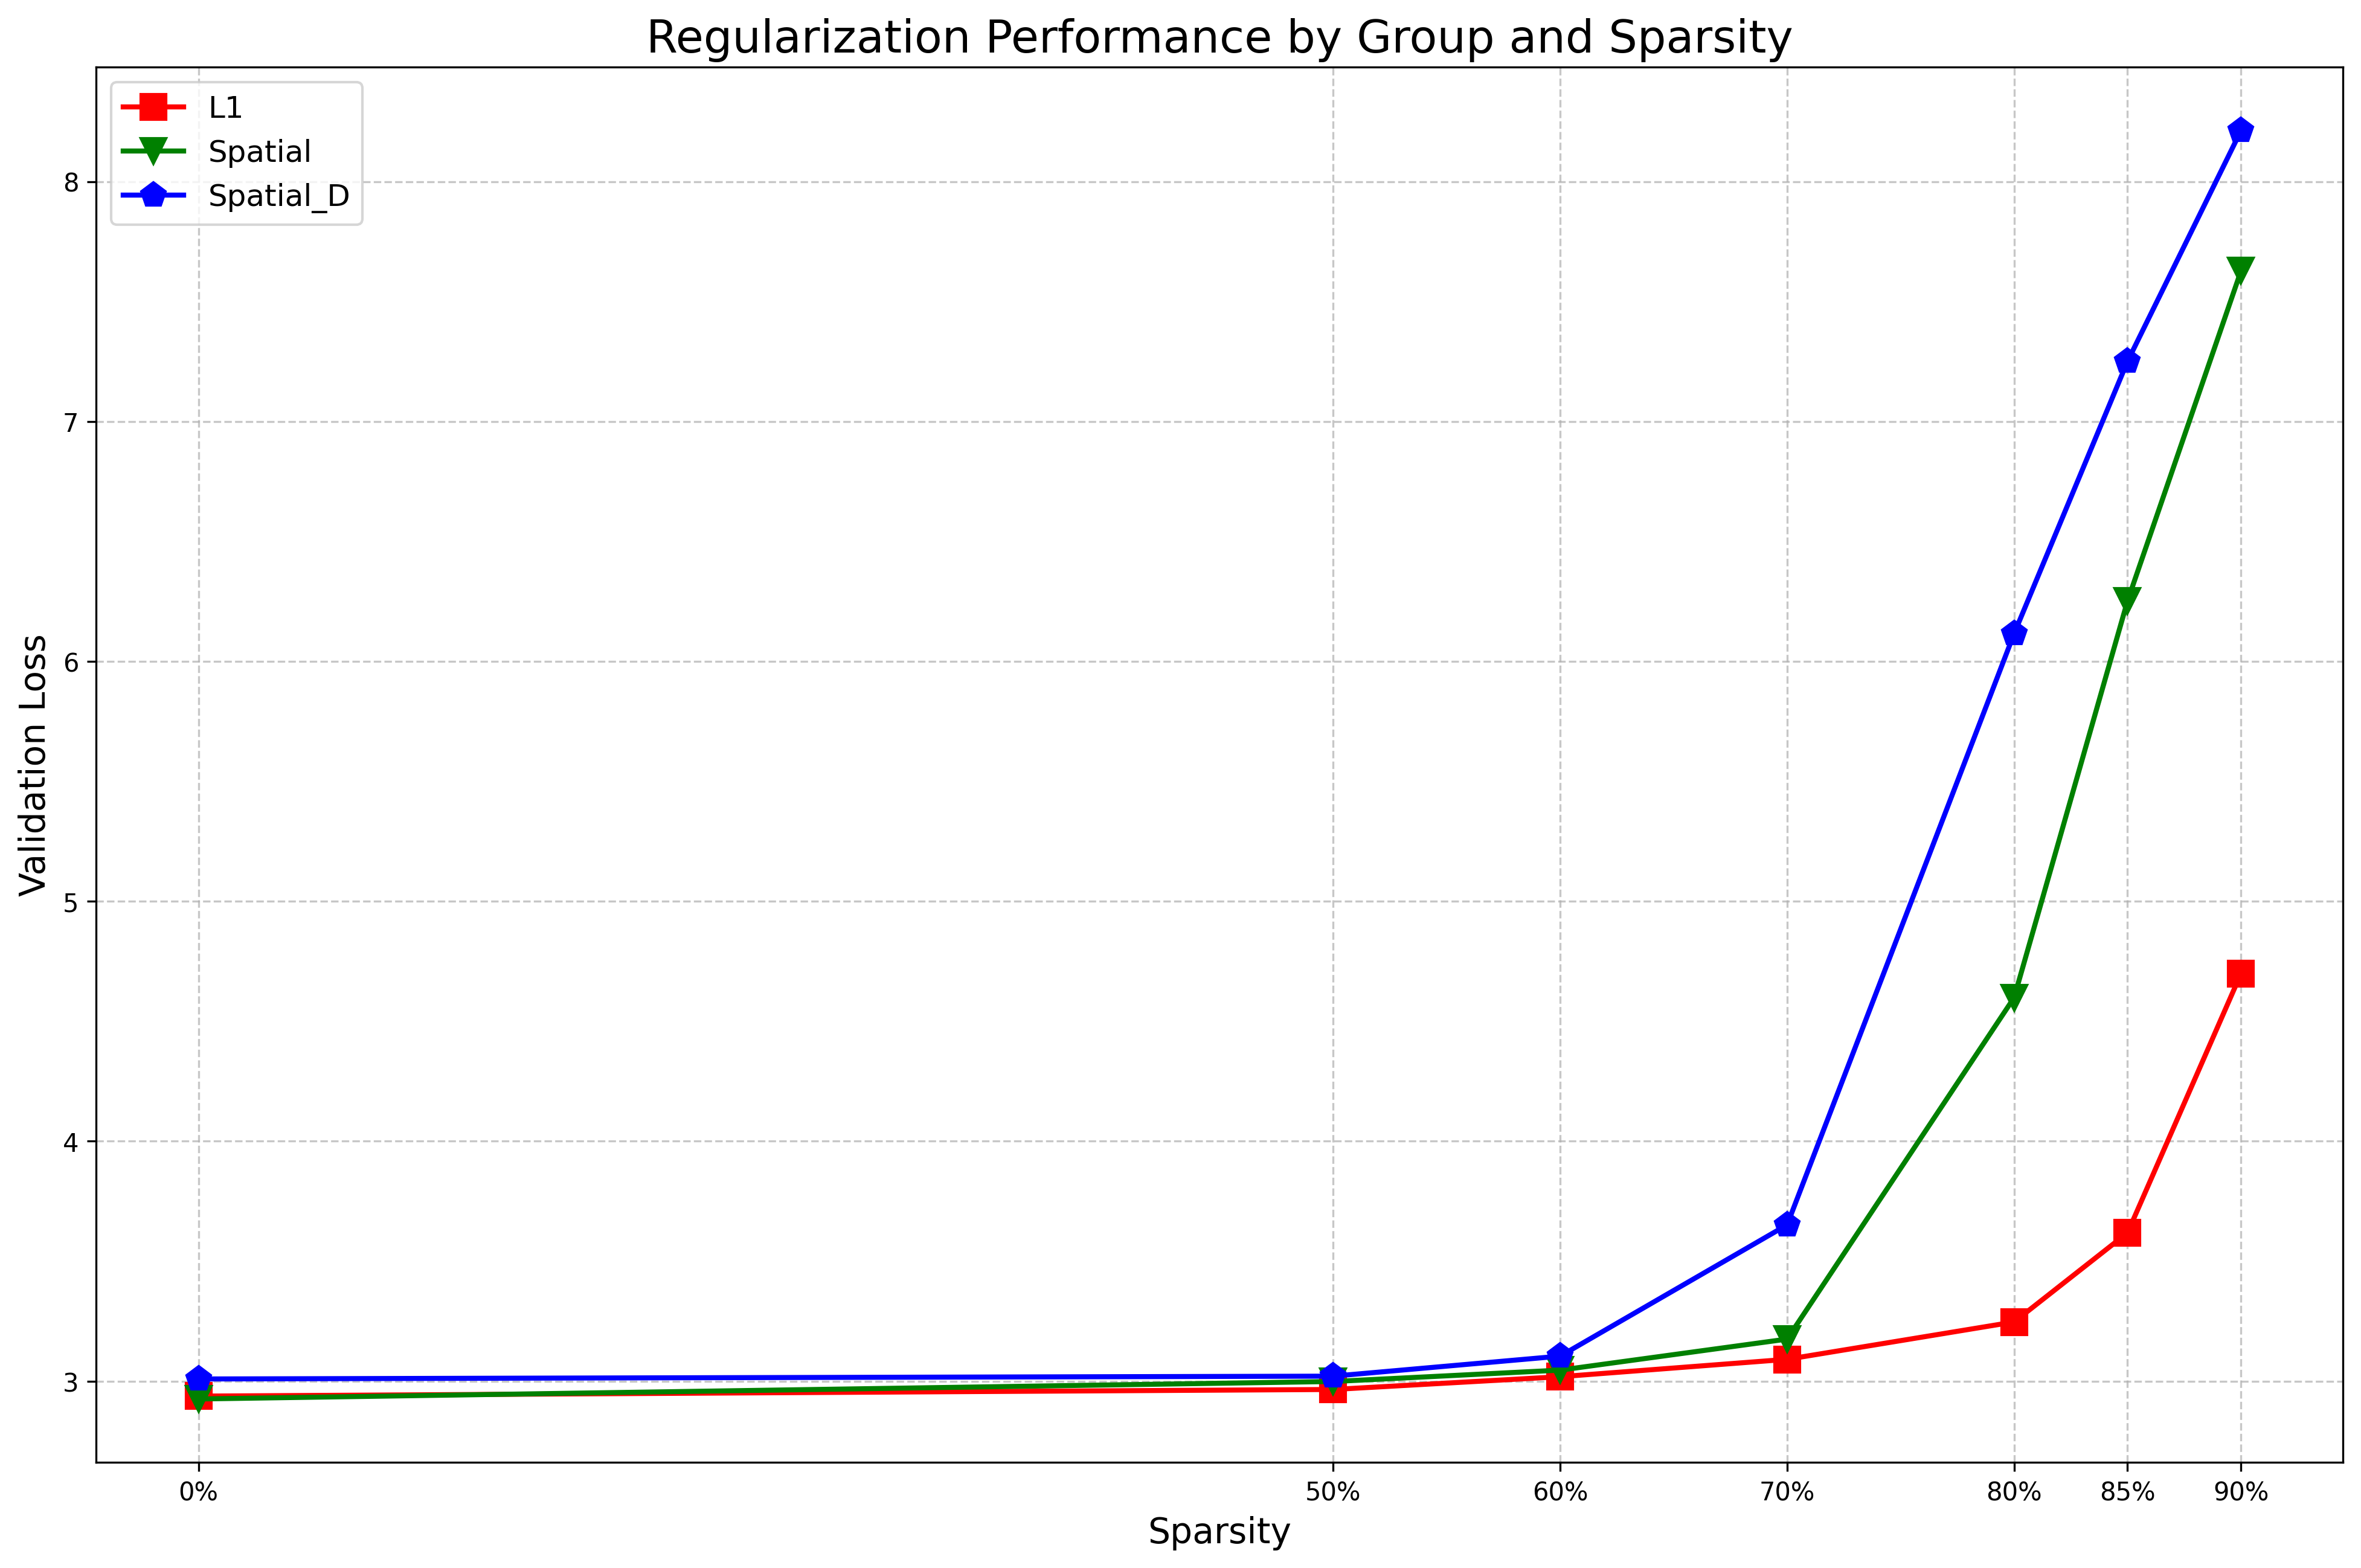 Regularization Performance by Group and Sparsity
L1
Spatial
Spatial_D
8
7
6
5
4
3
Validation Loss
0% 50% 60% 70% 80% 85% 90%
Sparsity